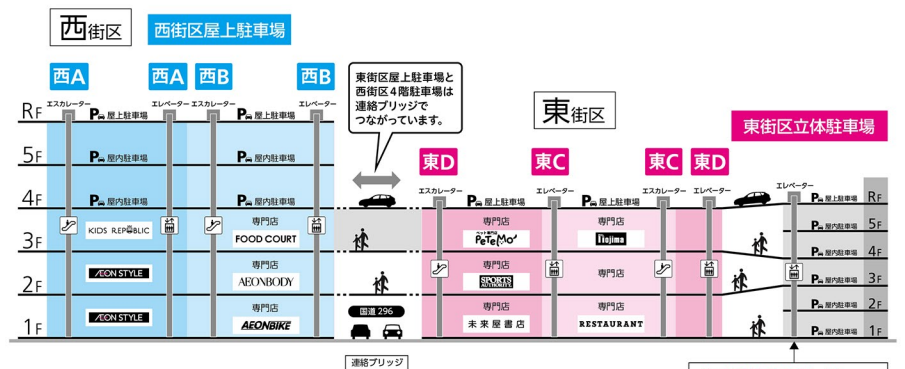 西街区
西街区屋上駐車場
西A
西A
西B
西B
エスカレーター
エレベーター
エスカレーター
エレベーター
RF
P 屋上駐車場
P 屋上駐車場
5F
P 屋内駐車場
P 屋内駐車場
4F
P 屋内駐車場
P 屋内駐車場
KIDS REPUBLIC
専門店
FOOD COURT
3F
ÆON STYLE
専門店
AEONBODY
2F
ÆON STYLE
専門店
AEONBIKE
1F
東街区屋上駐車場と
西街区4階駐車場は
連絡ブリッジで
つながっています。
国道 296
連絡ブリッジ
東街区
東D
東C
東C
東D
エスカレーター
エレベーター
エスカレーター
エレベーター
P 屋上駐車場
P 屋上駐車場
専門店
ペット専門店
PeTeMo
専門店
Nojima
専門店
SPORTS
AUTHORITY
専門店
専門店
未来屋書店
専門店
RESTAURANT
東街区立体駐車場
エレベーター
P 屋上駐車場 RF
P 屋内駐車場 5F
P 屋内駐車場 4F
P 屋内駐車場 3F
P 屋内駐車場 2F
P 屋内駐車場 1F